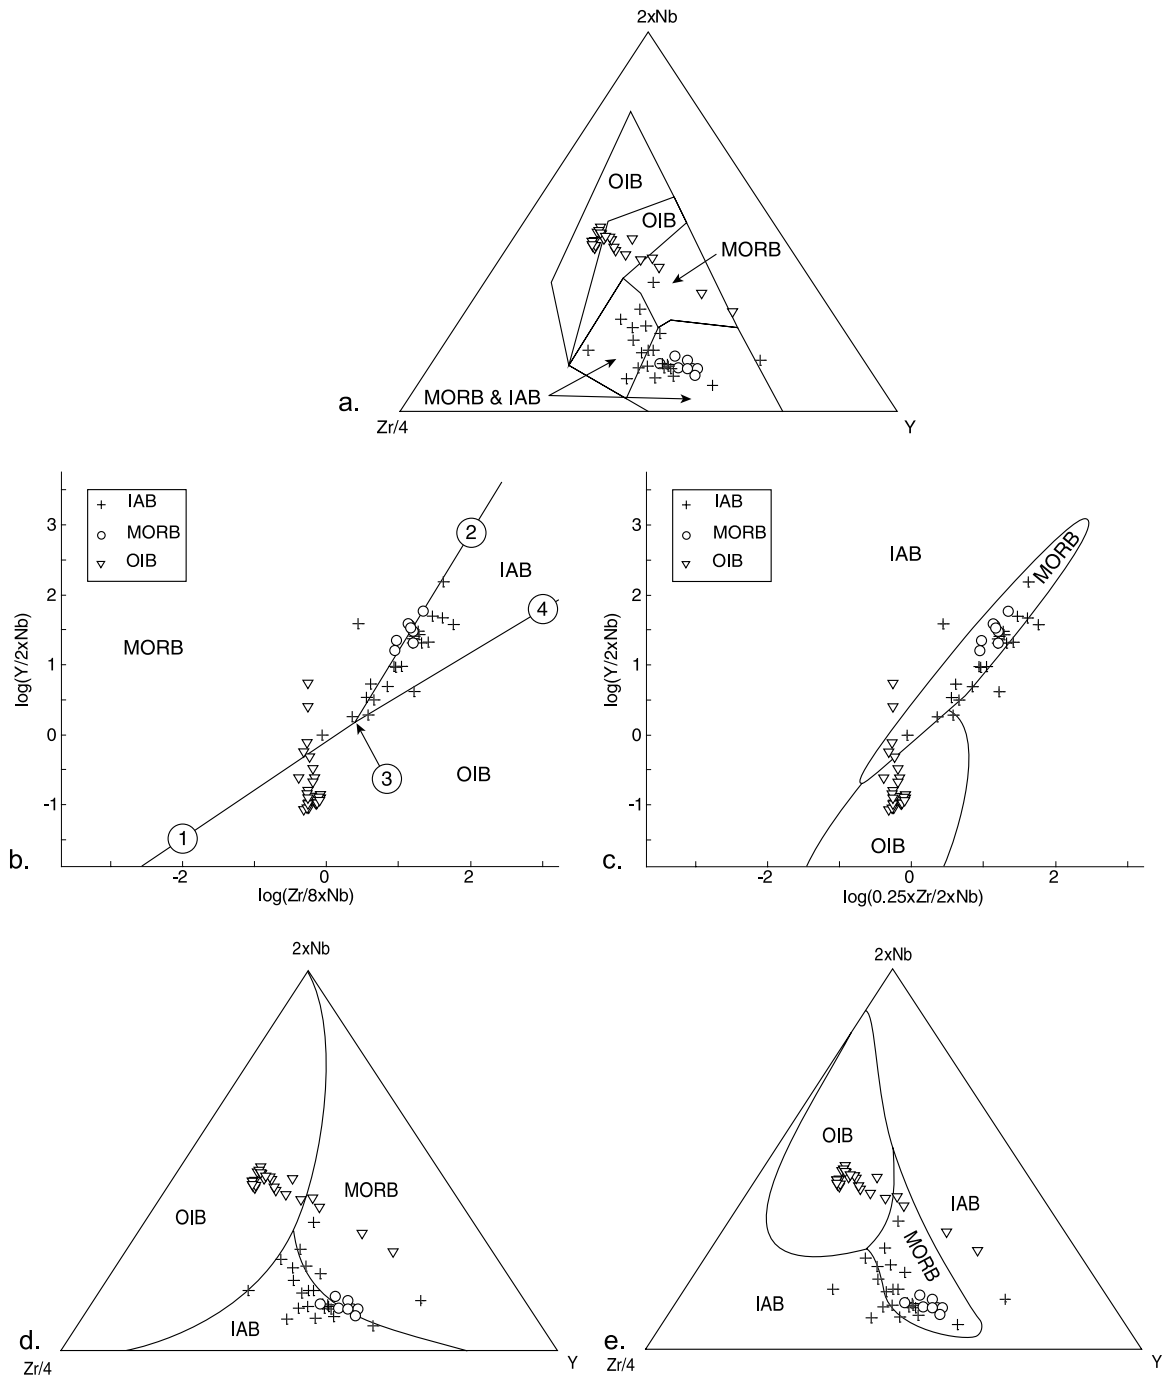 2xNb
OIB
OIB
MORB
MORB & IAB
a.
Zr/4
Y
IAB
MORB
OIB
3
2
1
0
-1
log(Y/2xNb)
MORB
2
IAB
4
OIB
3
1
b.
-2
0
2
log(Zr/8xNb)
IAB
MORB
OIB
3
2
1
0
-1
log(Y/2xNb)
IAB
MORB
OIB
c.
-2
0
2
log(0.25xZr/2xNb)
2xNb
MORB
OIB
IAB
d.
Zr/4
Y
2xNb
OIB
IAB
MORB
IAB
e.
Zr/4
Y